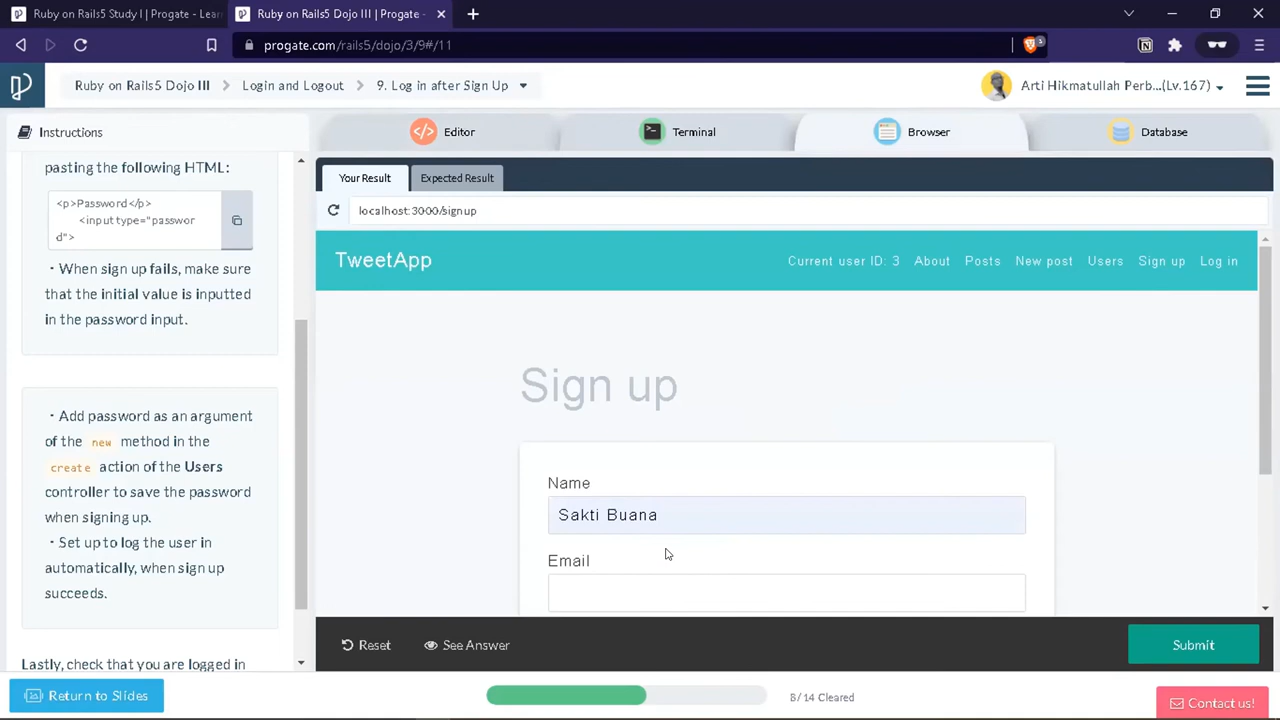 Ruby on Rails5 Study I | Progate - Lear
Ruby on Rails5 Dojo III | Progate -
progate.com/rails5/dojo/3/9#/11
Ruby on Rails5 Dojo III
Login and Logout
9. Log in after Sign Up
Arti Hikmatullah Perb...(Lv.167)
Instructions
Editor
Terminal
Browser
Database
pasting the following HTML:
<p>Password</p>
<input type="passwor
d">
・When sign up fails, make sure
that the initial value is inputted
in the password input.
・Add password as an argument
of the new method in the
create action of the Users
controller to save the password
when signing up.
・Set up to log the user in
automatically, when sign up
succeeds.
Lastly, check that you are logged in
Your Result
Expected Result
localhost:3000/signup
TweetApp
Current user ID: 3
About
Posts
New post
Users
Sign up
Log in
Sign up
Name
Sakti Buana
Email
Reset
See Answer
Submit
Return to Slides
8/14 Cleared
Contact us!